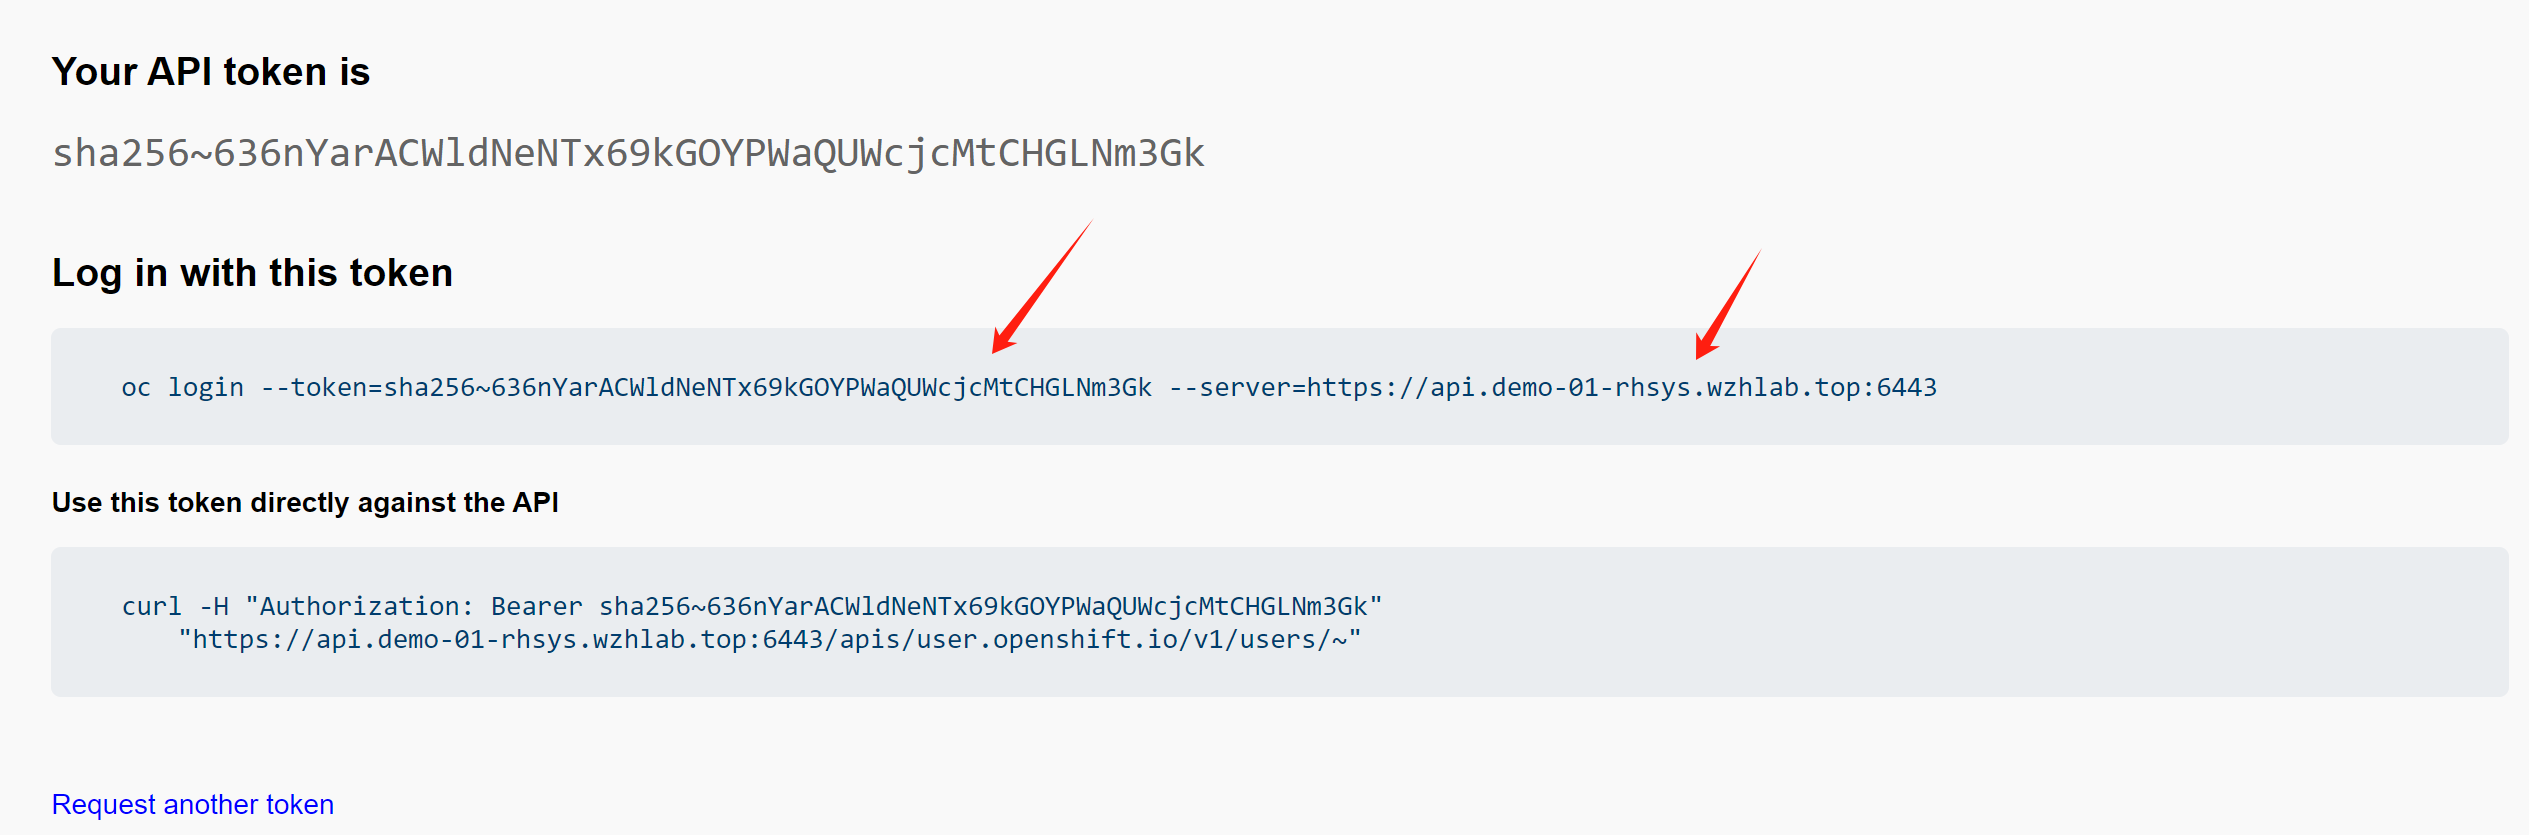 Your API token is
sha256~636nYarACWldNeNTx69kGOYPWaQUWcjcMtCHGLNm3Gk
Log in with this token
oc login --token=sha256~636nYarACWldNeNTx69kGOYPWaQUWcjcMtCHGLNm3Gk --server=https://api.demo-01-rhsys.wzhlab.top:6443
Use this token directly against the API
curl -H "Authorization: Bearer sha256~636nYarACWldNeNTx69kGOYPWaQUWcjcMtCHGLNm3Gk"
"https://api.demo-01-rhsys.wzhlab.top:6443/apis/user.openshift.io/v1/users/~"
Request another token